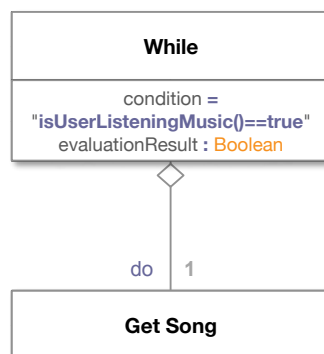 While
condition =
"isUserListeningMusic()==true"
evaluationResult : Boolean
do 1
Get Song